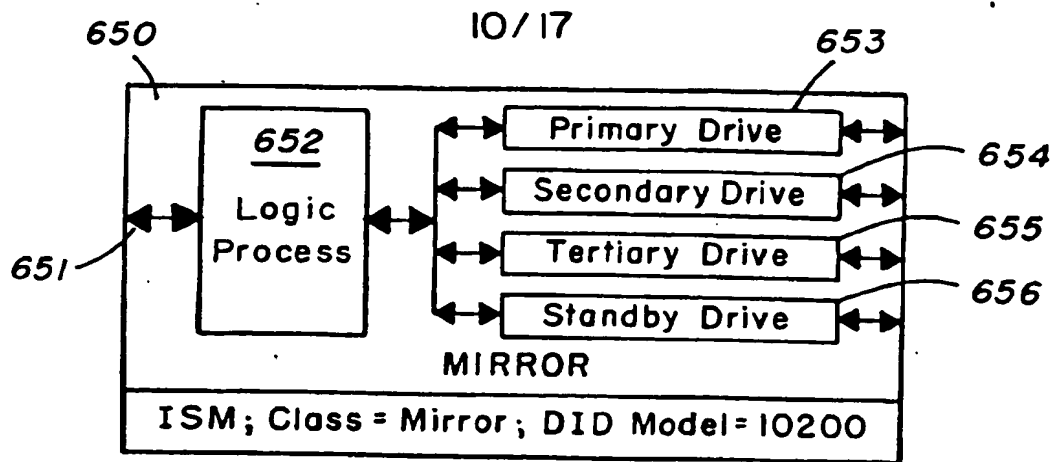 10/17
650
653
652
Primary Drive
654
Logic
Process
Secondary Drive
655
651
Tertiary Drive
656
Standby Drive
MIRROR
ISM; Class = Mirror; DID Model = 10200